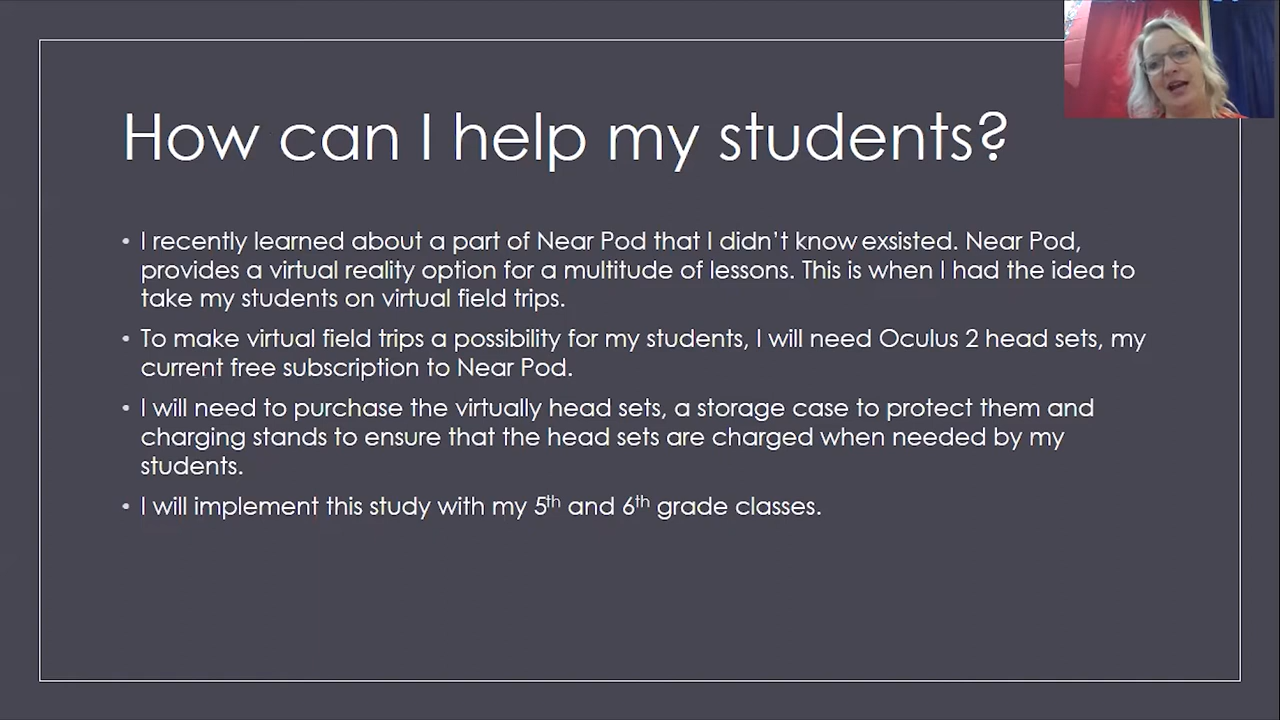 How can I help my students?
• I recently learned about a part of Near Pod that I didn't know exsisted. Near Pod,
provides a virtual reality option for a multitude of lessons. This is when I had the idea to
take my students on virtual field trips.
• To make virtual field trips a possibility for my students, I will need Oculus 2 head sets, my
current free subscription to Near Pod.
• I will need to purchase the virtually head sets, a storage case to protect them and
charging stands to ensure that the head sets are charged when needed by my
students.
• I will implement this study with my 5th and 6th grade classes.